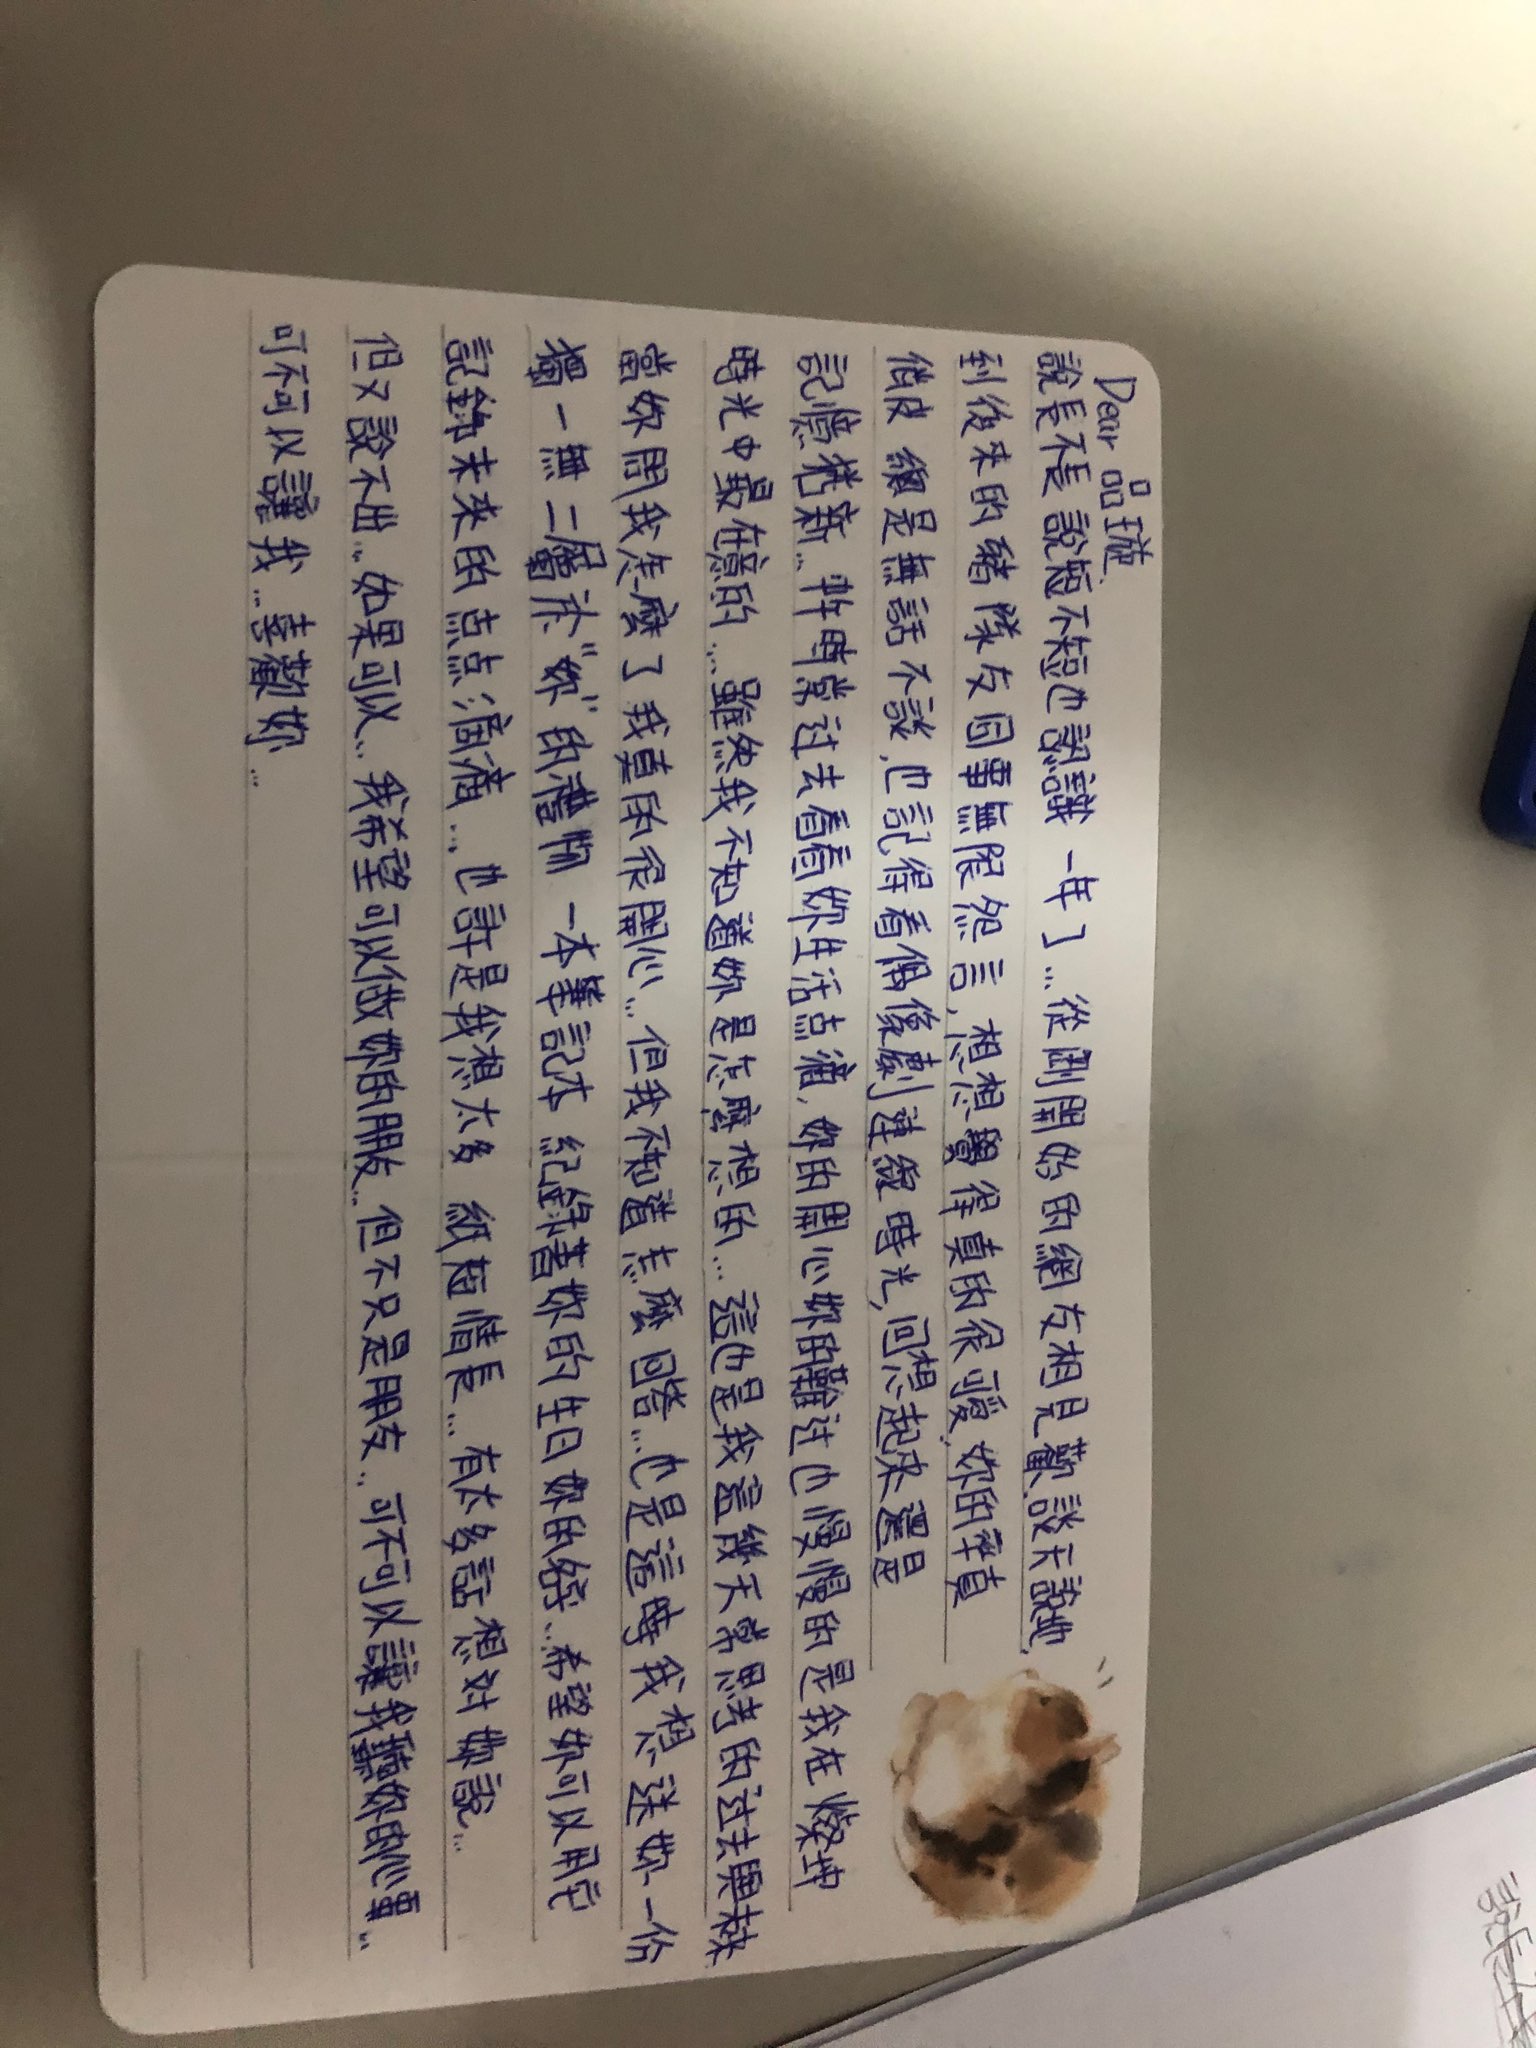 說長不
Dear 品璇.
說長不長 說短不短也認識 一年了...從剛開始的網友相見歡.談天說地,
到後來的豬隊友同事無限怨言,想想覺得真的很可愛,妳的率真
俏皮 總是無話不談,也記得看偶像劇連線時光,回想起來還是
記憶猶新...時常过去看看妳生活点滴,妳的開心妳的難过也慢慢的是我在燦坤
時光中最在意的...雖然我不知道妳是怎麼想的...這也是我這幾天常思考的过去與未來
當妳問我怎麼了我真的很開心...但我不知道怎麼回答...也是這時我想送妳一份
獨一無二屬於"妳"的禮物 一本筆記本 紀錄著妳的生日妳的名字...希望妳可以用它
記錄未來的点点滴滴...也許是我想太多 紙短情長...有太多話想对妳說...
但又說不出...如果可以...我希望可以做妳的朋友...但不只是朋友...可不可以讓我聽妳的心事...
可不可以讓我...喜歡妳...